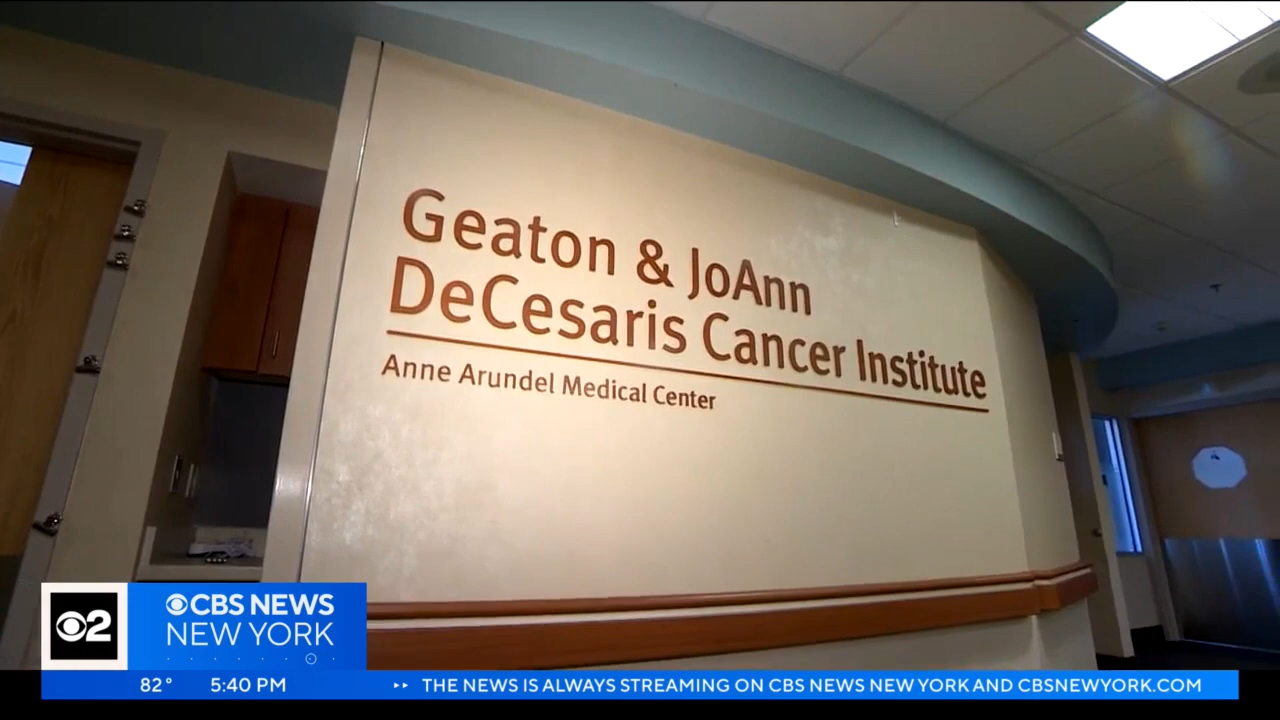 Geaton & JoAnn
DeCesaris Cancer Institute
Anne Arundel Medical Center
2
CBS NEWS
NEW YORK
82° 5:40 PM THE NEWS IS ALWAYS STREAMING ON CBS NEWS NEW YORK AND CBSNEWYORK.COM